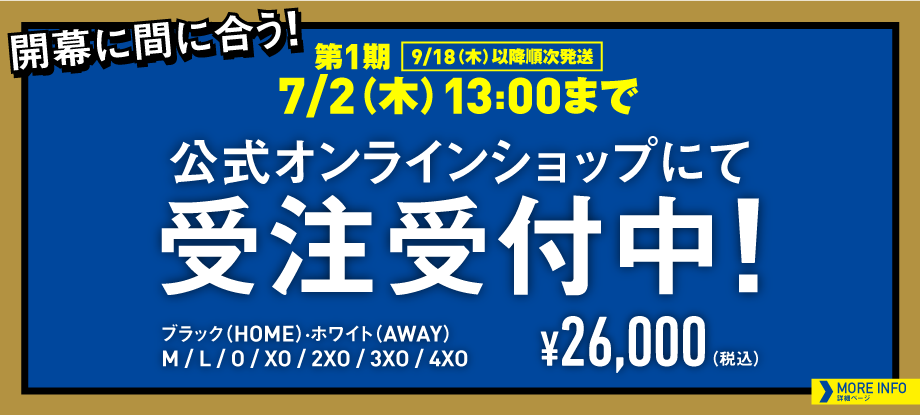 開幕に間に合う!
第1期 9/18(木)以降順次発送
7/2(木)13:00まで
公式オンラインショップにて
受注受付中!
ブラック(HOME)・ホワイト(AWAY)
M / L / O / XO / 2XO / 3XO / 4XO
¥26,000(税込)
MORE INFO
詳細ページ